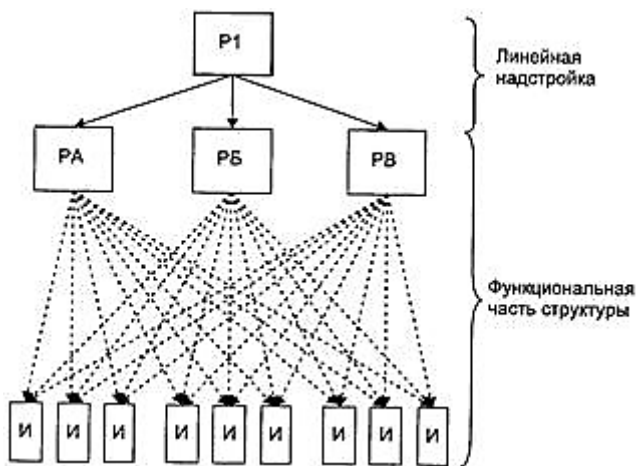 Р1
Линейная
надстройка
РА
РБ
РВ
Функциональная
часть структуры
И И И И И И И И И